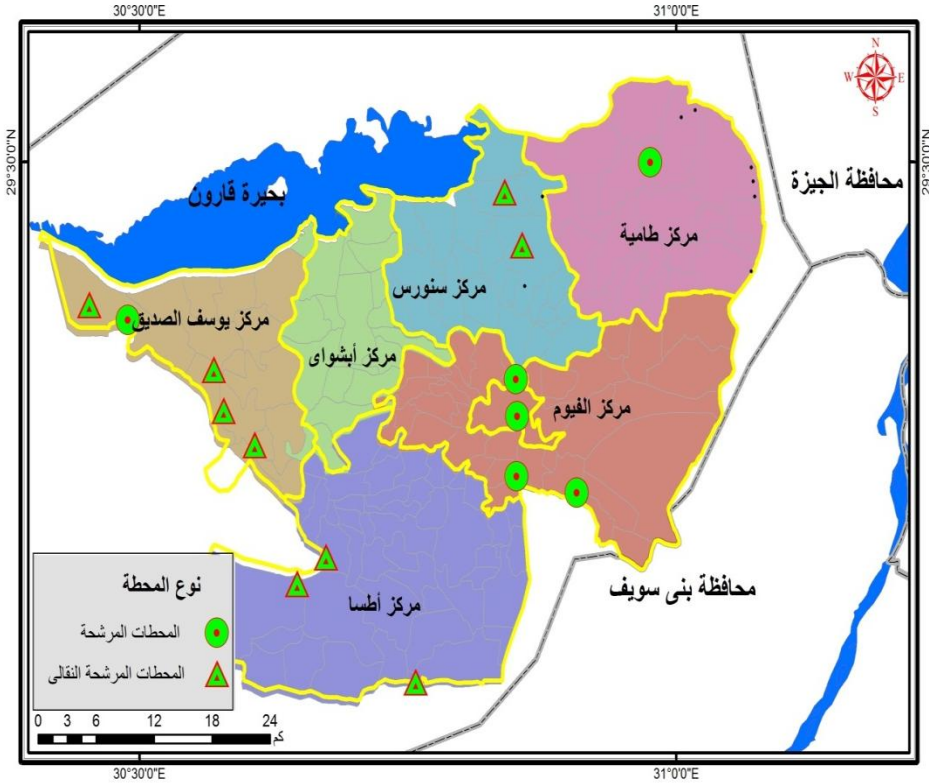 30°30'0"E
31°0'0"E
N
W
E
S
29°30'0"N
29°30'0"N
محافظة الجيزة
بحيرة قارون
مركز طامية
مركز سنورس
مركز يوسف الصديق
مركز أبشواى
مركز الفيوم
محافظة بنى سويف
مركز أطسا
نوع المحطة
المحطات المرشحة
المحطات المرشحة النقالى
0 3 6 12 18 24
كم
30°30'0"E
31°0'0"E